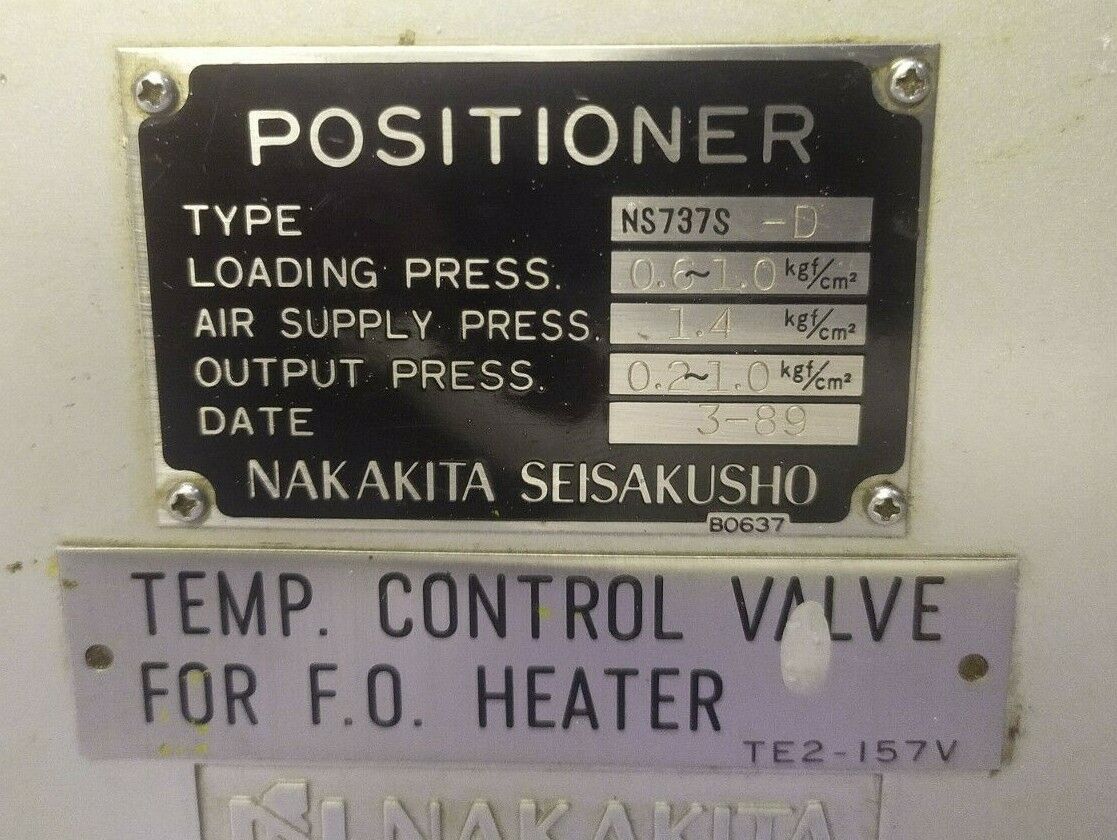 POSITIONER
TYPE NS737S -D
LOADING PRESS. 0.6~1.0 kgf/cm²
AIR SUPPLY PRESS. 1.4 kgf/cm²
OUTPUT PRESS. 0.2~1.0 kgf/cm²
DATE 3-89
NAKAKITA SEISAKUSHO
B0637
TEMP. CONTROL VALVE
FOR F.O. HEATER
TE2-157V
NAKAKITA